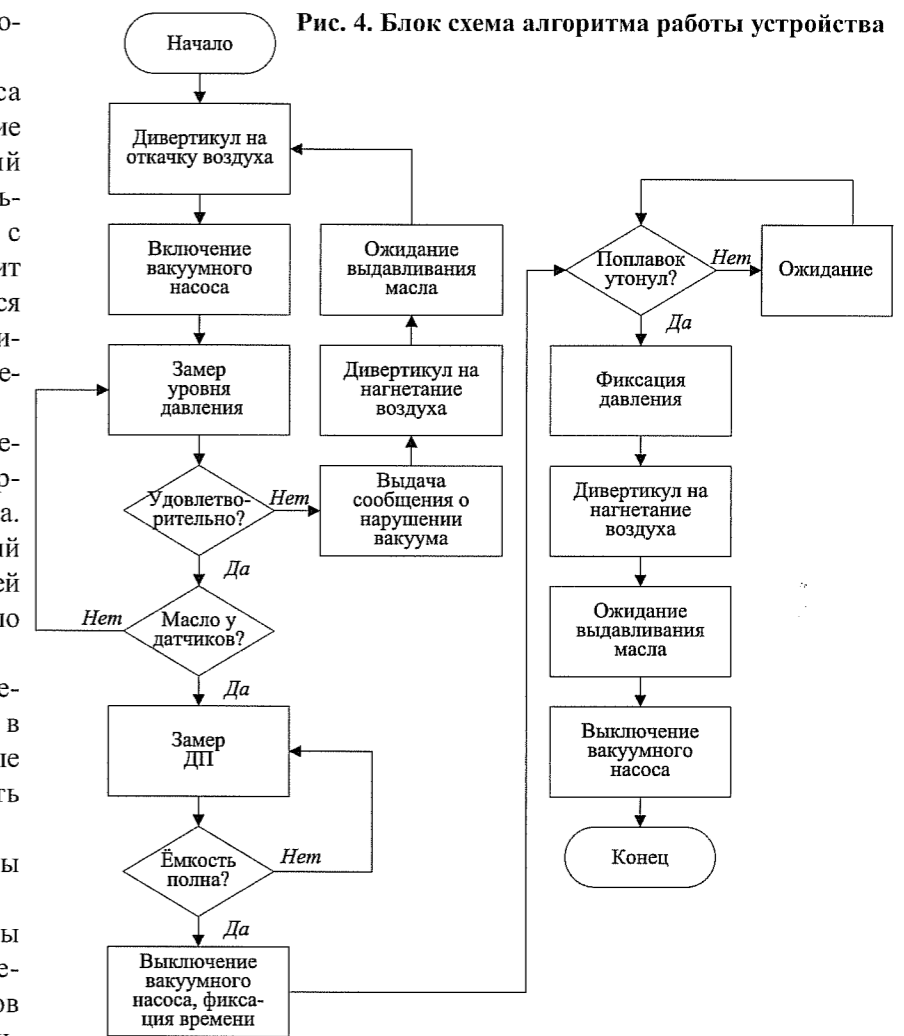 Рис. 4. Блок схема алгоритма работы устройства
Начало
Дивертикул на
откачку воздуха
Включение
вакуумного
насоса
Замер
уровня
давления
Удовлетво-
рительно?
Нет
Да
Выдача
сообщения о
нарушении
вакуума
Дивертикул на
нагнетание
воздуха
Ожидание
выдавливания
масла
Масло у
датчиков?
Нет
Да
Замер
ДП
Ёмкость
полна?
Нет
Да
Выключение
вакуумного
насоса, фикса-
ция времени
Поплавок
утонул?
Нет
Ожидание
Да
Фиксация
давления
Дивертикул на
нагнетание
воздуха
Ожидание
выдавливания
масла
Выключение
вакуумного
насоса
Конец